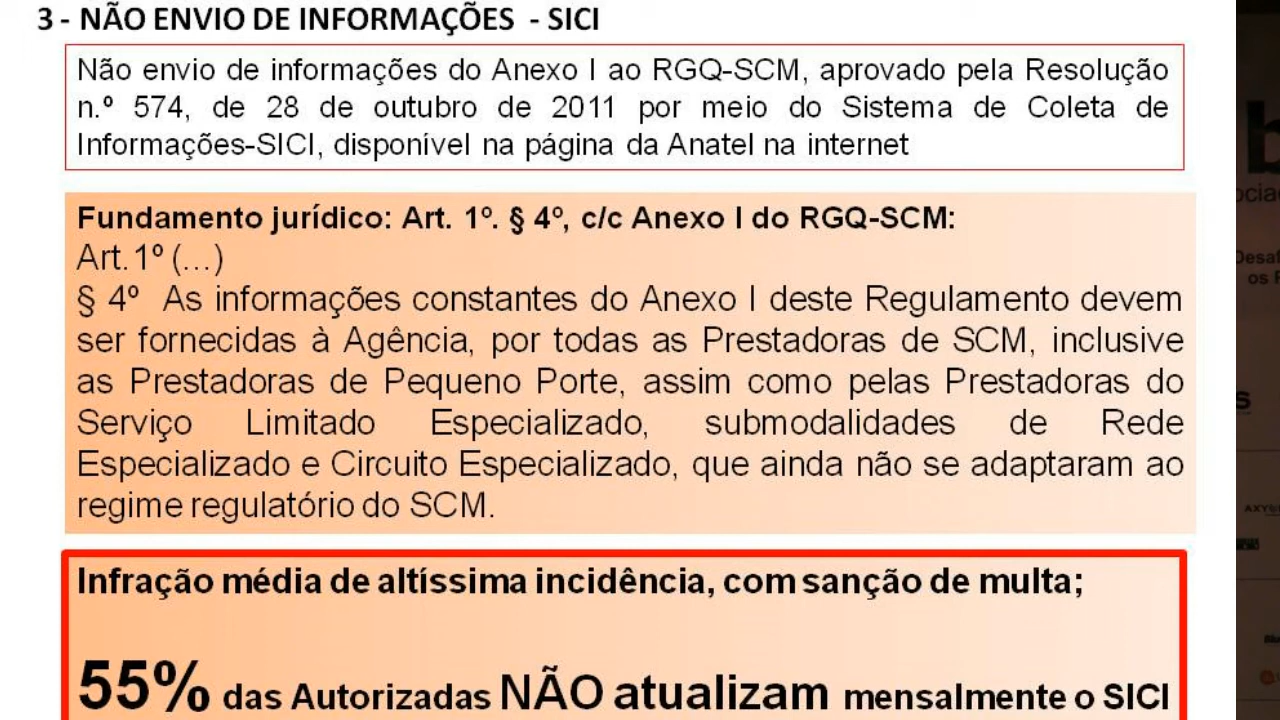 3 - NÃO ENVIO DE INFORMAÇÕES - SICI
Não envio de informações do Anexo I ao RGQ-SCM, aprovado pela Resolução
n.º 574, de 28 de outubro de 2011 por meio do Sistema de Coleta de
Informações-SICI, disponível na página da Anatel na internet
Fundamento jurídico: Art. 1º. § 4º, c/c Anexo I do RGQ-SCM:
Art. 1º (...)
§ 4º As informações constantes do Anexo I deste Regulamento devem
ser fornecidas à Agência, por todas as Prestadoras de SCM, inclusive
as Prestadoras de Pequeno Porte, assim como pelas Prestadoras do
Serviço Limitado Especializado, submodalidades de Rede
Especializado e Circuito Especializado, que ainda não se adaptaram ao
regime regulatório do SCM.
Infração média de altíssima incidência, com sanção de multa;
55% das Autorizadas NÃO atualizam mensalmente o SICI